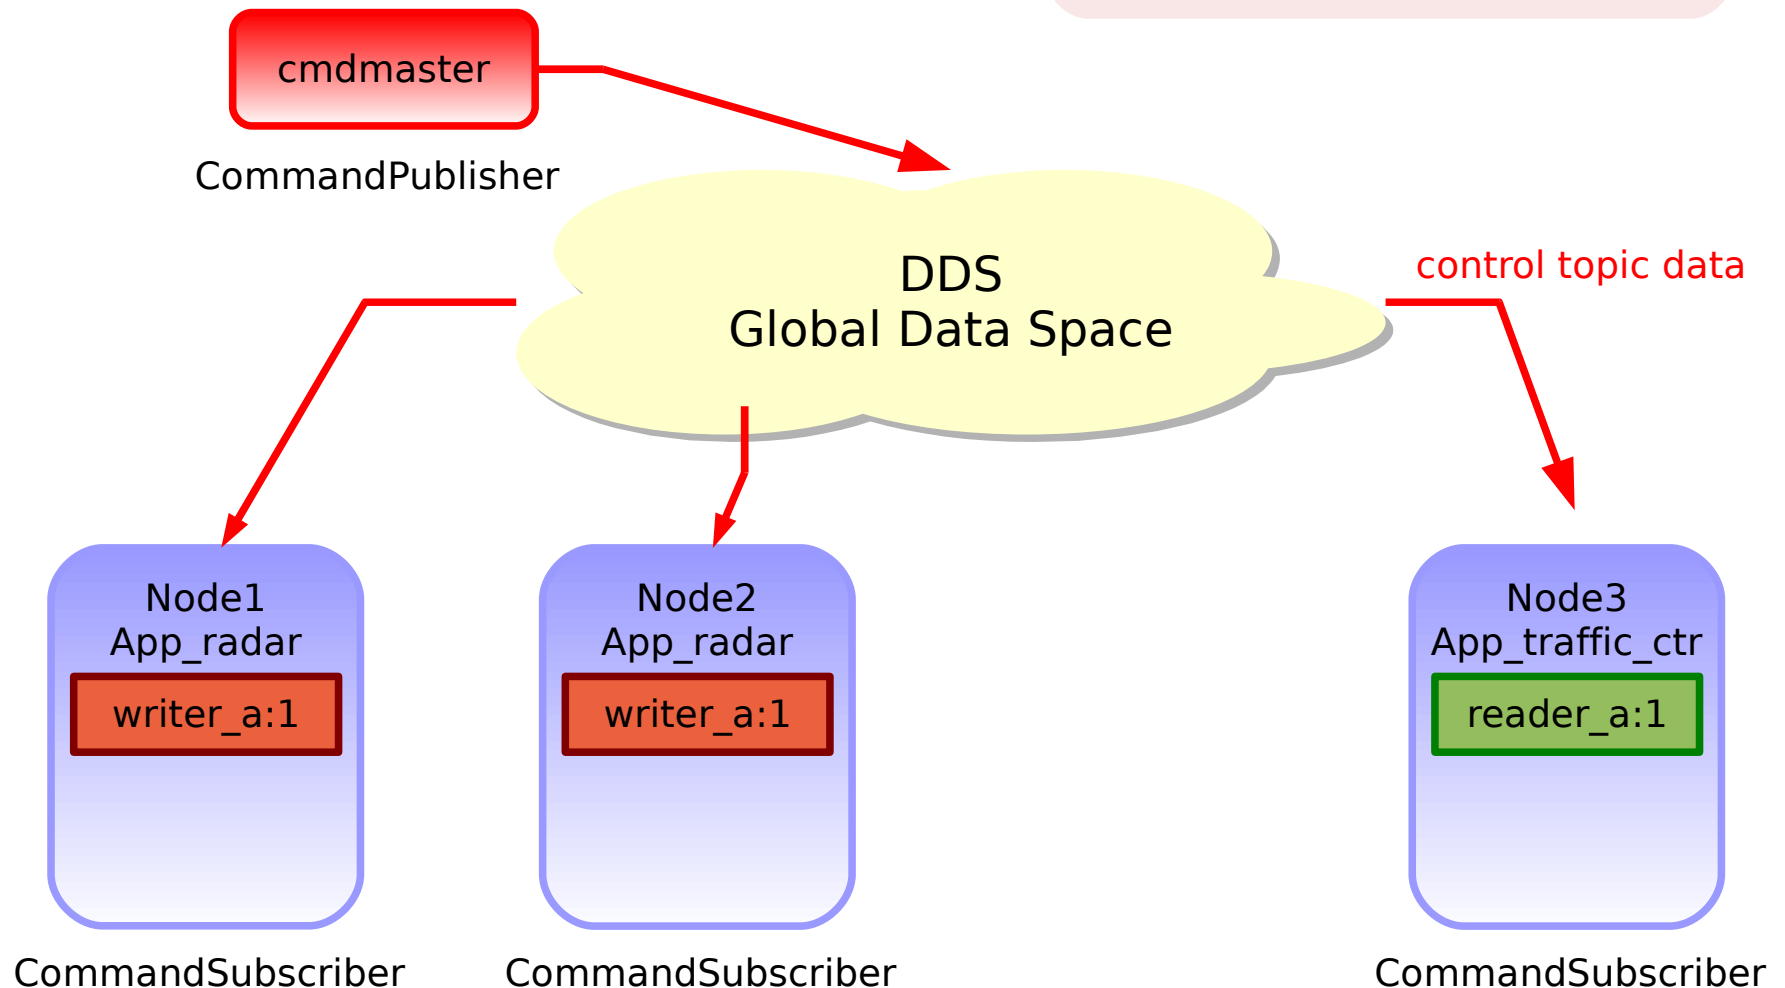 cmdmaster
CommandPublisher
DDS
Global Data Space
control topic data
Node1
App_radar
writer_a:1
CommandSubscriber
Node2
App_radar
writer_a:1
CommandSubscriber
Node3
App_traffic_ctr
reader_a:1
CommandSubscriber